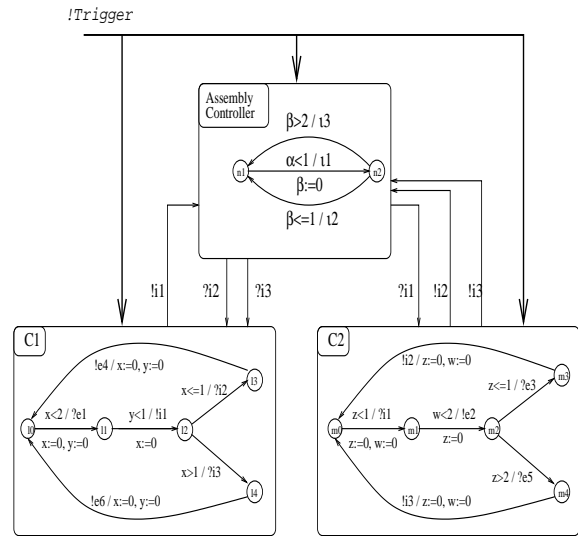 !Trigger
Assembly
Controller
β>2 / ι3
n1
α<1 / ι1
n2
β:=0
β<=1 / ι2
!i1
?i2
?i3
?i1
!i2
!i3
C1
!e4 / x:=0, y:=0
l3
x<=1 / ?i2
x<2 / ?e1
y<1 / !i1
l0
l1
l2
x:=0, y:=0
x:=0
x>1 / ?i3
l4
!e6 / x:=0, y:=0
C2
!i2 / z:=0, w:=0
m3
z<=1 / ?e3
z<1 / ?i1
w<2 / !e2
m0
m1
m2
z:=0, w:=0
z:=0
z>2 / ?e5
m4
!i3 / z:=0, w:=0